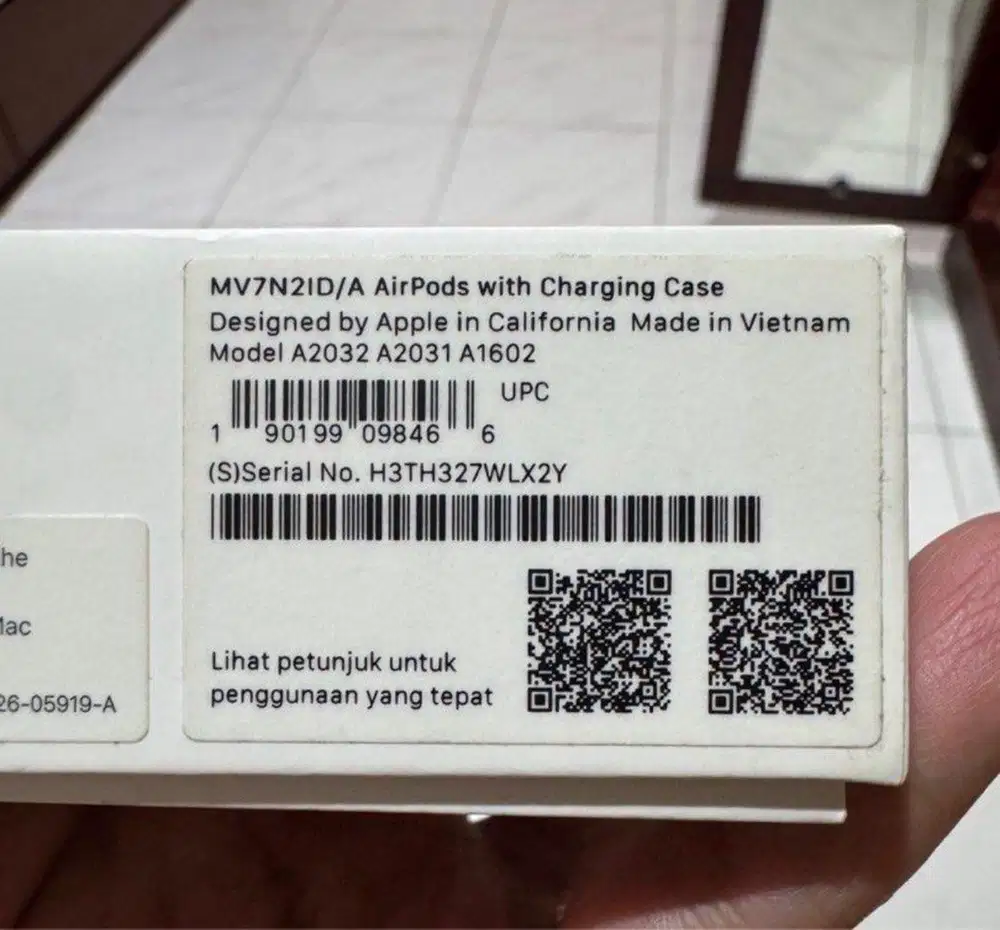 MV7N2ID/A AirPods with Charging Case
Designed by Apple in California Made in Vietnam
Model A2032 A2031 A1602
UPC
1 90199 09846 6
(S)Serial No. H3TH327WLX2Y
he
ac
26-05919-A
Lihat petunjuk untuk
penggunaan yang tepat